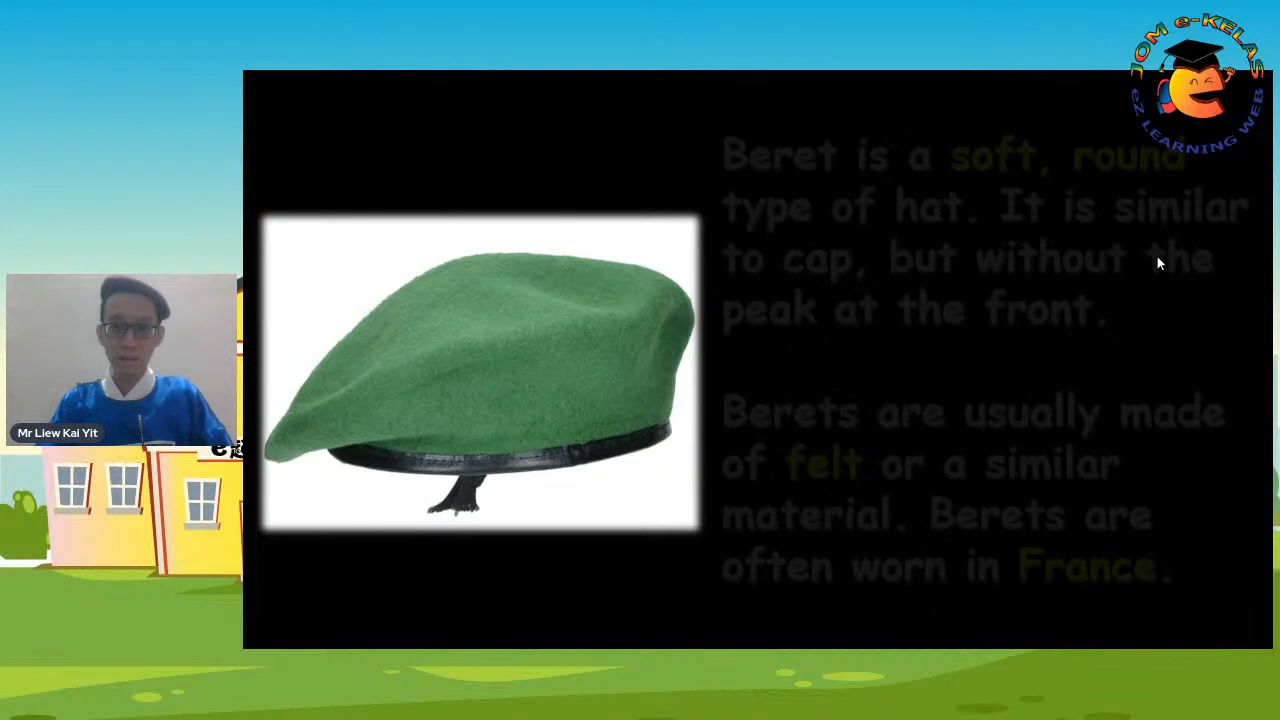 JOM e-KELAS
eZ LEARNING WEB
Beret is a soft, round
type of hat. It is similar
to cap, but without the
peak at the front.
Berets are usually made
of felt or a similar
material. Berets are
often worn in France.
Mr Liew Kai Yit